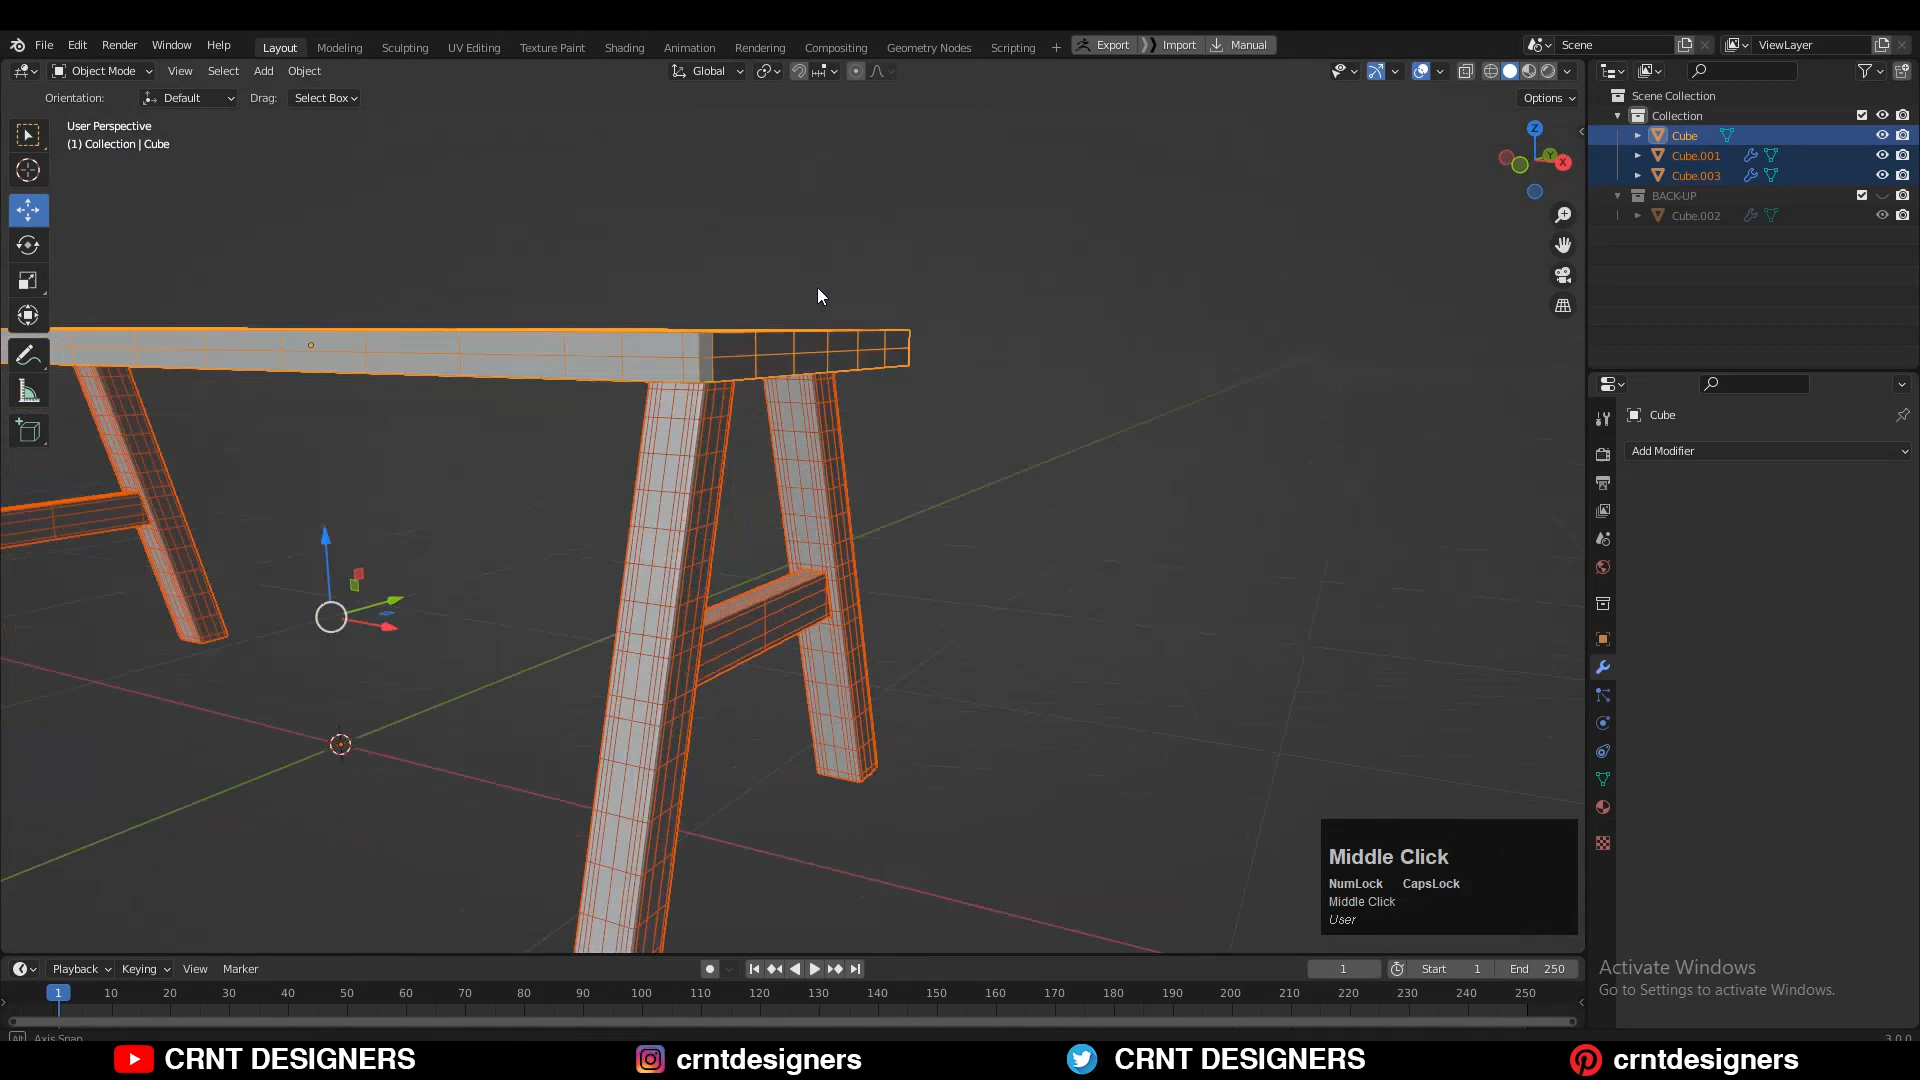 File Edit Render Window Help Layout Modeling Sculpting UV Editing Texture Paint Shading Animation Rendering Compositing Geometry Nodes Scripting + Export Import Manual Scene ViewLayer
Object Mode View Select Add Object Global
Orientation: Default Drag: Select Box Options
User Perspective
(1) Collection | Cube
Z
Y
X
Scene Collection
Collection
Cube
Cube.001
Cube.003
BACK-UP
Cube.002
Cube
Add Modifier
Middle Click
NumLock CapsLock
Middle Click
User
Playback Keying View Marker 1 Start 1 End 250
1 10 20 30 40 50 60 70 80 90 100 110 120 130 140 150 160 170 180 190 200 210 220 230 240 250
Activate Windows
Go to Settings to activate Windows.
Alt Axis Snap 3.0.0
CRNT DESIGNERS crntdesigners CRNT DESIGNERS crntdesigners